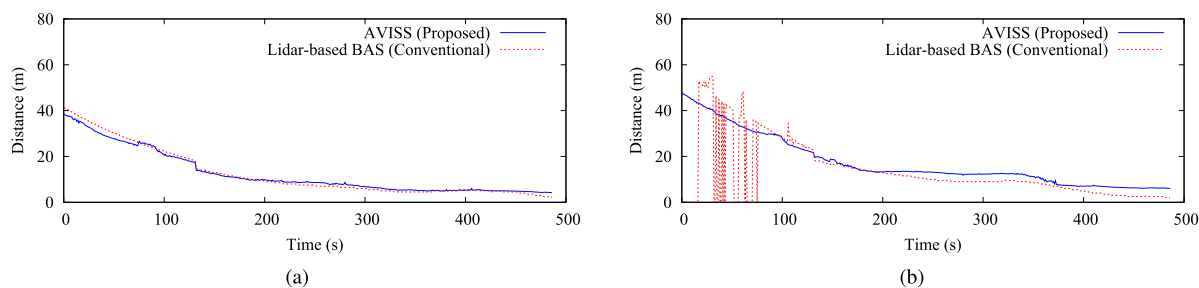 80
60
40
20
0
Distance (m)
AVISS (Proposed)
Lidar-based BAS (Conventional)
0 100 200 300 400 500
Time (s)
(a)
80
60
40
20
0
Distance (m)
AVISS (Proposed)
Lidar-based BAS (Conventional)
0 100 200 300 400 500
Time (s)
(b)